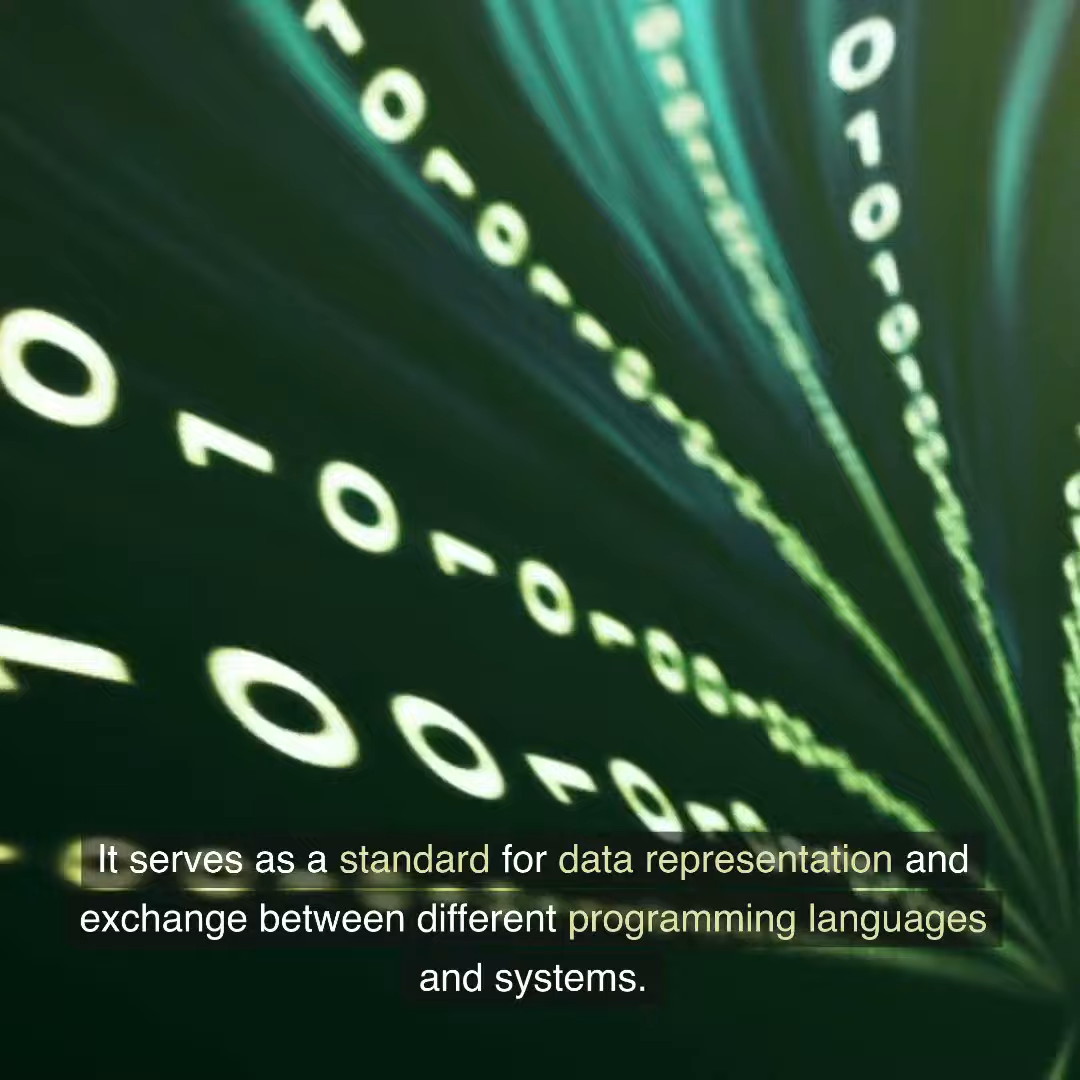 It serves as a standard for data representation and
exchange between different programming languages
and systems.